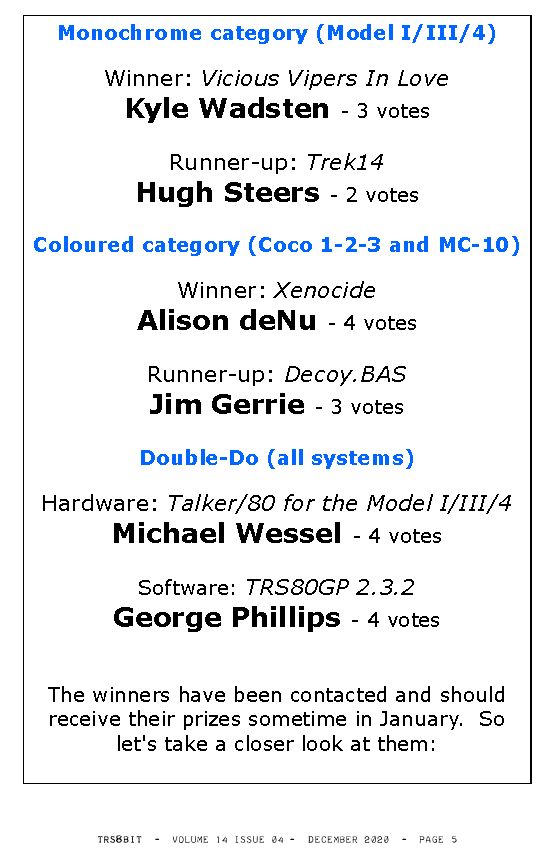 Monochrome category (Model I/III/4)
Winner: Vicious Vipers In Love
Kyle Wadsten - 3 votes
Runner-up: Trek14
Hugh Steers - 2 votes
Coloured category (Coco 1-2-3 and MC-10)
Winner: Xenocide
Alison deNu - 4 votes
Runner-up: Decoy.BAS
Jim Gerrie - 3 votes
Double-Do (all systems)
Hardware: Talker/80 for the Model I/III/4
Michael Wessel - 4 votes
Software: TRS80GP 2.3.2
George Phillips - 4 votes
The winners have been contacted and should
receive their prizes sometime in January.  So
let's take a closer look at them:
TRS8BIT - VOLUME 14 ISSUE 04 - DECEMBER 2020 - PAGE 5